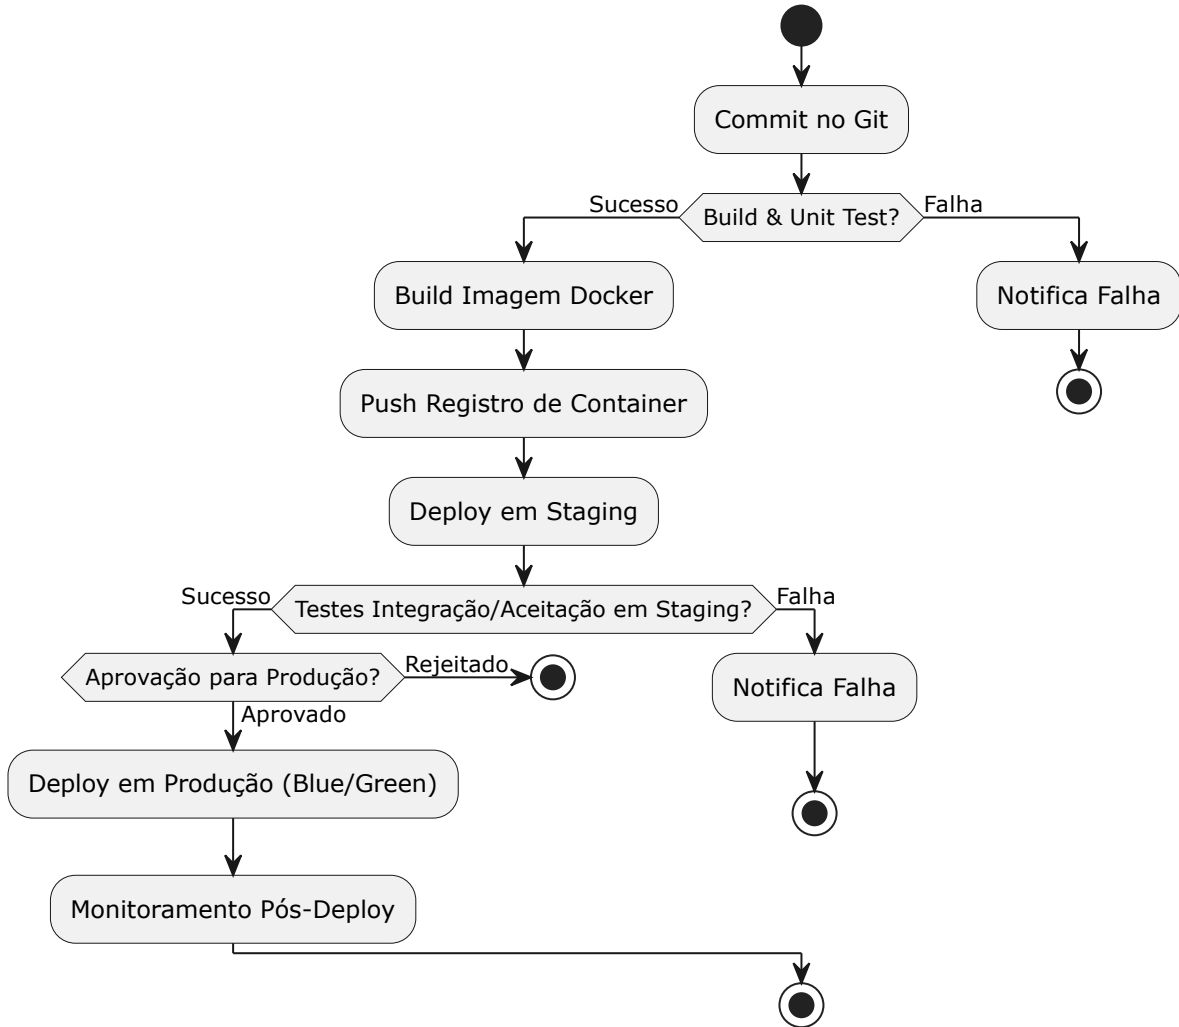 Commit no Git
Sucesso
Build & Unit Test?
Falha
Build Imagem Docker
Notifica Falha
Push Registro de Container
Deploy em Staging
Sucesso
Testes Integração/Aceitação em Staging?
Falha
Aprovação para Produção?
Rejeitado
Notifica Falha
Aprovado
Deploy em Produção (Blue/Green)
Monitoramento Pós-Deploy